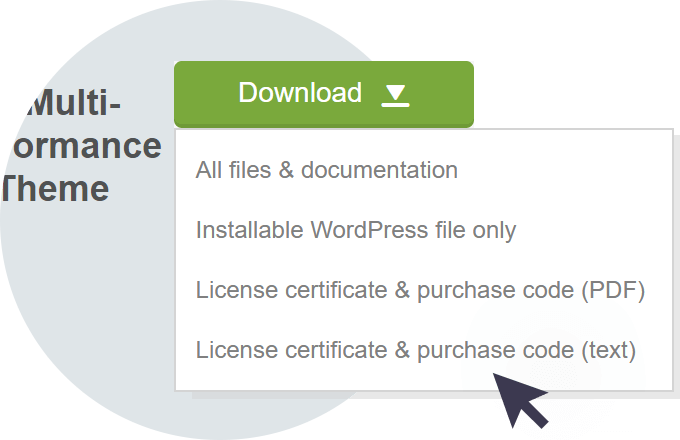 Multi-
ormance
Theme
Download
All files & documentation
Installable WordPress file only
License certificate & purchase code (PDF)
License certificate & purchase code (text)